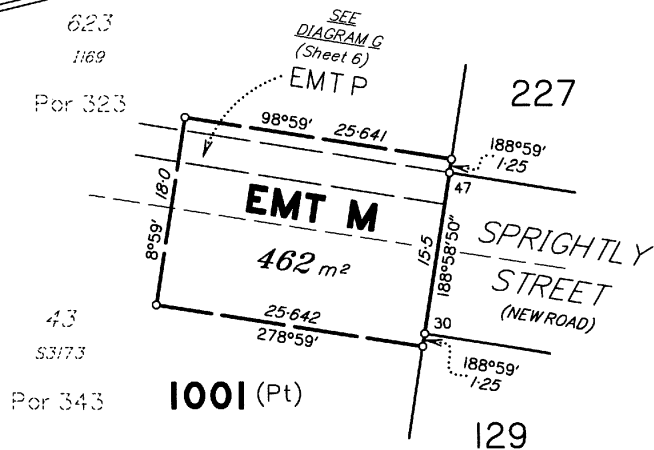 623
1169
Por 323
SEE
DIAGRAM G
(Sheet 6)
EMT P
227
98°59'
25·641
188°59'
1·25
47
8°59'
18·0
EMT M
462 m²
15·5
188°58'50"
SPRIGHTLY
STREET
(NEW ROAD)
25·642
278°59'
30
188°59'
1·25
43
S3173
Por 343
1001 (Pt)
129